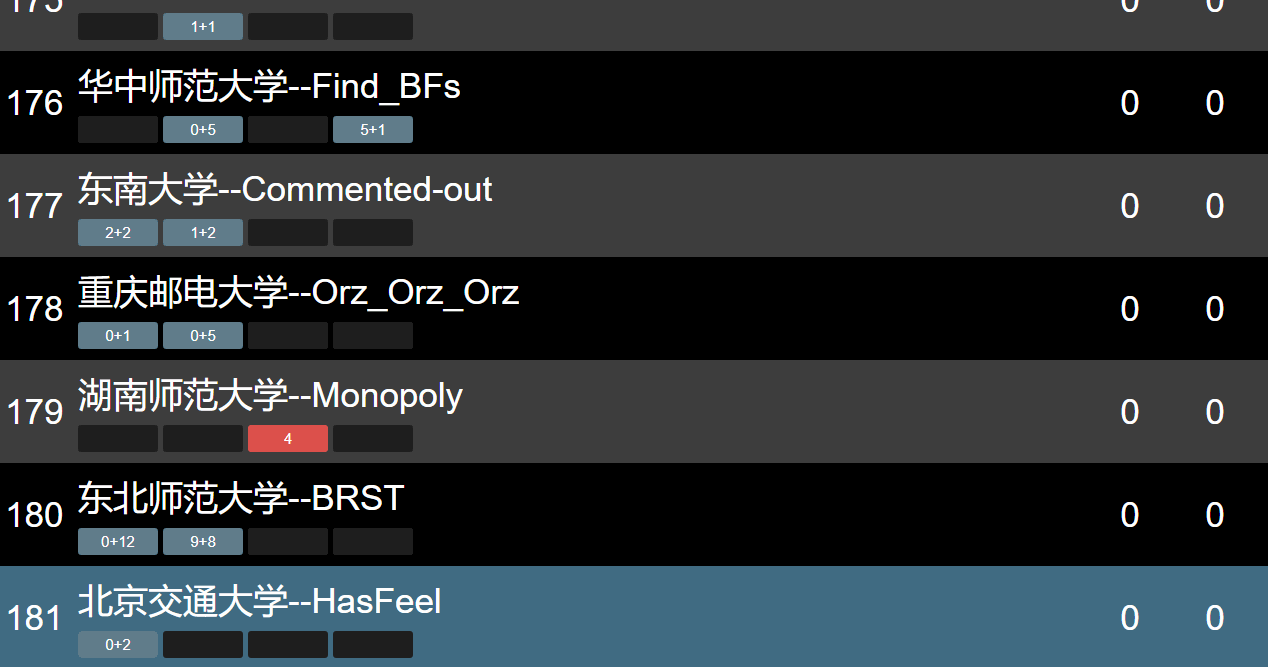 175 0 0
1+1
176 华中师范大学--Find_BFs 0 0
0+5 5+1
177 东南大学--Commented-out 0 0
2+2 1+2
178 重庆邮电大学--Orz_Orz_Orz 0 0
0+1 0+5
179 湖南师范大学--Monopoly 0 0
4
180 东北师范大学--BRST 0 0
0+12 9+8
181 北京交通大学--HasFeel 0 0
0+2